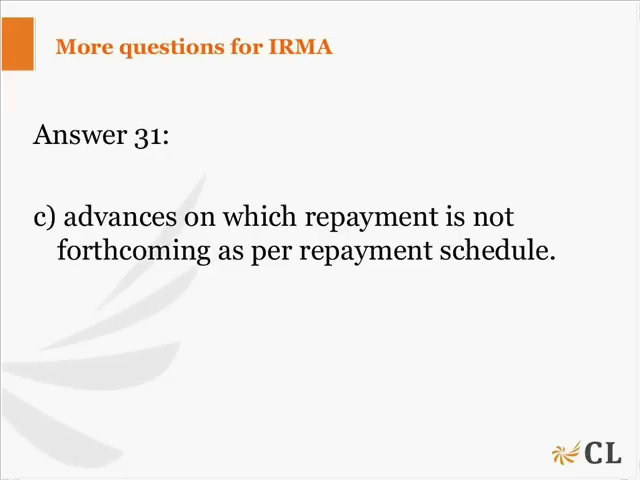 More questions for IRMA
Answer 31:
c) advances on which repayment is not
forthcoming as per repayment schedule.
CL